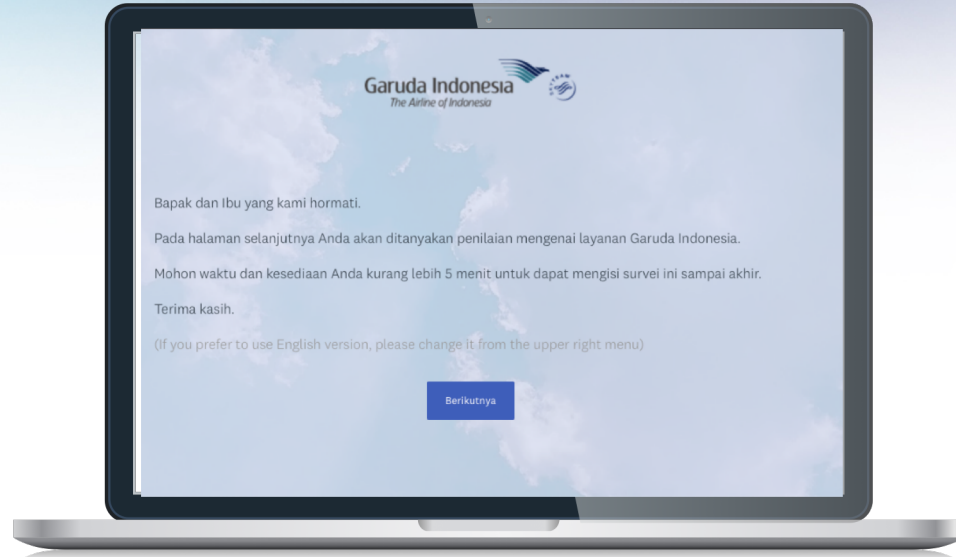 Garuda Indonesia
The Airline of Indonesia
SKYTEAM
Bapak dan Ibu yang kami hormati.
Pada halaman selanjutnya Anda akan ditanyakan penilaian mengenai layanan Garuda Indonesia.
Mohon waktu dan kesediaan Anda kurang lebih 5 menit untuk dapat mengisi survei ini sampai akhir.
Terima kasih.
(If you prefer to use English version, please change it from the upper right menu)
Berikutnya